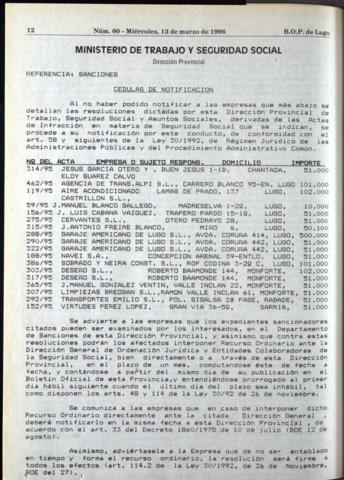 12 Núm. 60 - Miércoles, 13 de marzo de 1996 B.O.P. de Lugo
MINISTERIO DE TRABAJO Y SEGURIDAD SOCIAL
Dirección Provincial
REFERENCIA: SANCIONES
CEDULAS DE NOTIFICACION
Al no haber podido notificar a las empresas que más abajo se
detallan las resoluciones dictadas por esta Dirección Provincial de
Trabajo, Seguridad Social y Asuntos Sociales, derivadas de las Actas
de Infracción en materia de Seguridad Social que se indican, se
procede a su notificación por este conducto, de conformidad con el
art. 58 y siguientes de la Ley 30/1992, de Régimen Jurídico de las
Administraciones Públicas y del Procedimiento Administrativo Común.
NQ DEL ACTA EMPRESA O SUJETO RESPONS. DOMICILIO IMPORTE
314/95 JESUS GARCIA OTERO Y , BUEN JESUS 1-1º, CHANTADA, 51.000
ELOY SUAREZ CALVO
462/95 AGENCIA DE TRANS.ALPI S.L., CARRERO BLANCO 95-EN. LUGO 101.000
119/95 AIRE ACONDICIONADO LAMAS DE PRADO, 137 LUGO, 102.000
CASTRILLON S.L.,
59/95 J.MANUEL BLANCO GALLEGO, MADRESELVA 1-2º, LUGO, 10.000
156/95 J. LUIS CABANA VAZQUEZ, TRAPERO PARDO 15-1º, LUGO, 51.000
275/95 CERVANTES S.L., OTERO PEDRAYO 28, LUGO, 51.000
315/95 J.ANTONIO FREIRE BLANCO, MIÑO 6, LUGO, 50.100
288/95 GARAJE AMERICANO DE LUGO S.L., AVDA. CORUÑA 414, LUGO, 500.000
290/95 GARAJE AMERICANO DE LUGO S.L., AVDA. CORUÑA 442, LUGO, 51.000
322/95 GARAJE AMERICANO DE LUGO S.L., AVDA. CORUÑA 442, LUGO, 51.000
188/95 NAVEI S.A., CONCEPCION ARENAL 39-ENTLO. LUGO, 51.000
386/95 SOBRADO Y NEIRA CONST. S.L., PROF CODINA 3-2º C, LUGO, 101.000
303/95 DESERO S.L., ROBERTO BAAMONDE 144, MONFORTE, 102.000
317/95 DESERO S.L., ROBERTO BAAMONDE 144, MONFORTE, 51.000
365/95 J.MANUEL GONZALEZ VENTIN, VALLE INCLAN 22, MONFORTE, 51.000
307/95 LIMPIEZAS BREOGAN S.L., RAMON VALLE INCLAN 61, MONFORTE, 51.000
292/95 TRANSPORTES EMILIO S.L., POL. SIGALSA 2ª FASE, RABADE, 51.000
152/95 VIRTUDES PEREZ LOPEZ, GRAN VIA 36-5º, SARRIA, 51.000
Se advierte a las empresas que los expedientes sancionadores
citados pueden ser examinados por los interesados, en el Departamento
de Sanciones de esta Dirección Provincial, y asimismo que contra estas
resoluciones podrán los afectados interponer Recurso Ordinario ante la
Dirección General de Ordenación Jurídica y Entidades Colaboradoras de
la Seguridad Social, bien directamente o a través de esta Dirección
Provincial, en el plazo de un mes, computandose éste de fecha a
fecha, y contándose a partir del mismo día de su publicación en el
Boletín Oficial de esta Provincia, y entendiéndose prorrogado al primer
día hábil siguiente cuando el último día del plazo sea inhábil, tal
como disponen los arts. 48 y 114 de la Ley 30/92 de 26 de noviembre.
Se comunica a las empresas que en caso de interponer dicho
Recurso Ordinario directamente ante la citada Dirección General ,
deberá notificarlo en la misma fecha a esta Dirección Provincial , de
acuerdo con el art. 33 del Decreto 1860/1975 de 10 de julio (BOE 12 de
agosto).
Asimismo, adviértesele a la Empresa que de no ser entablado
en tiempo y forma el recurso ordinario, la resolución será firme a
todos los efectos (art. 114.2 de la Ley 30/1992, de 26 de Noviembre,
BOE del 27).